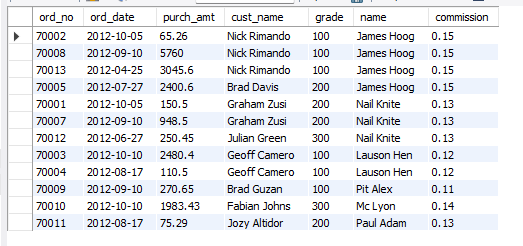 ord_no ord_date purch_amt cust_name grade name commission
70002 2012-10-05 65.26 Nick Rimando 100 James Hoog 0.15
70008 2012-09-10 5760 Nick Rimando 100 James Hoog 0.15
70013 2012-04-25 3045.6 Nick Rimando 100 James Hoog 0.15
70005 2012-07-27 2400.6 Brad Davis 200 James Hoog 0.15
70001 2012-10-05 150.5 Graham Zusi 200 Nail Knite 0.13
70007 2012-09-10 948.5 Graham Zusi 200 Nail Knite 0.13
70012 2012-06-27 250.45 Julian Green 300 Nail Knite 0.13
70003 2012-10-10 2480.4 Geoff Camero 100 Lauson Hen 0.12
70004 2012-08-17 110.5 Geoff Camero 100 Lauson Hen 0.12
70009 2012-09-10 270.65 Brad Guzan 100 Pit Alex 0.11
70010 2012-10-10 1983.43 Fabian Johns 300 Mc Lyon 0.14
70011 2012-08-17 75.29 Jozy Altidor 200 Paul Adam 0.13